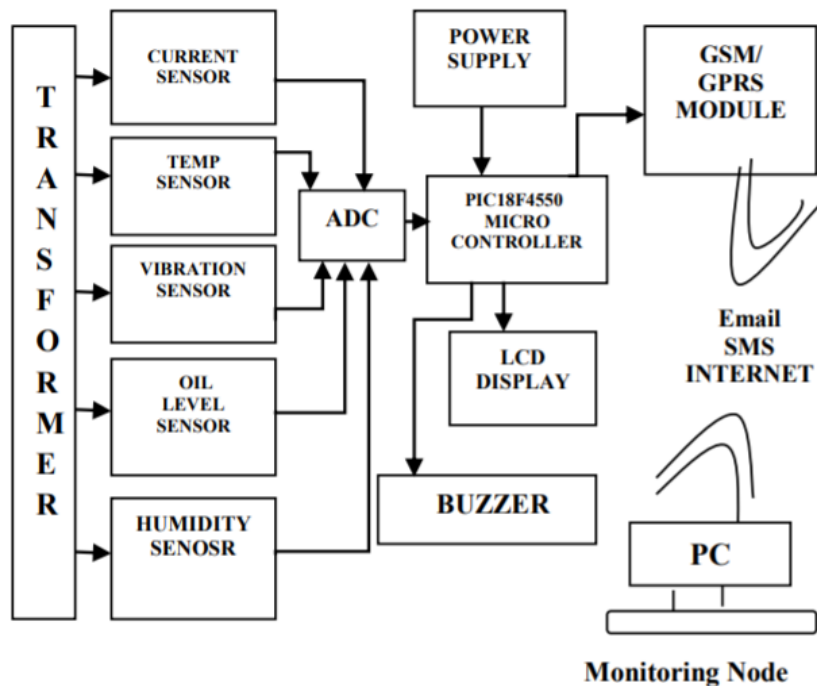 TRANSFORMER
CURRENT
SENSOR
TEMP
SENSOR
VIBRATION
SENSOR
OIL
LEVEL
SENSOR
HUMIDITY
SENOSR
ADC
POWER
SUPPLY
PIC18F4550
MICRO
CONTROLLER
LCD
DISPLAY
BUZZER
GSM/
GPRS
MODULE
Email
SMS
INTERNET
PC
Monitoring Node